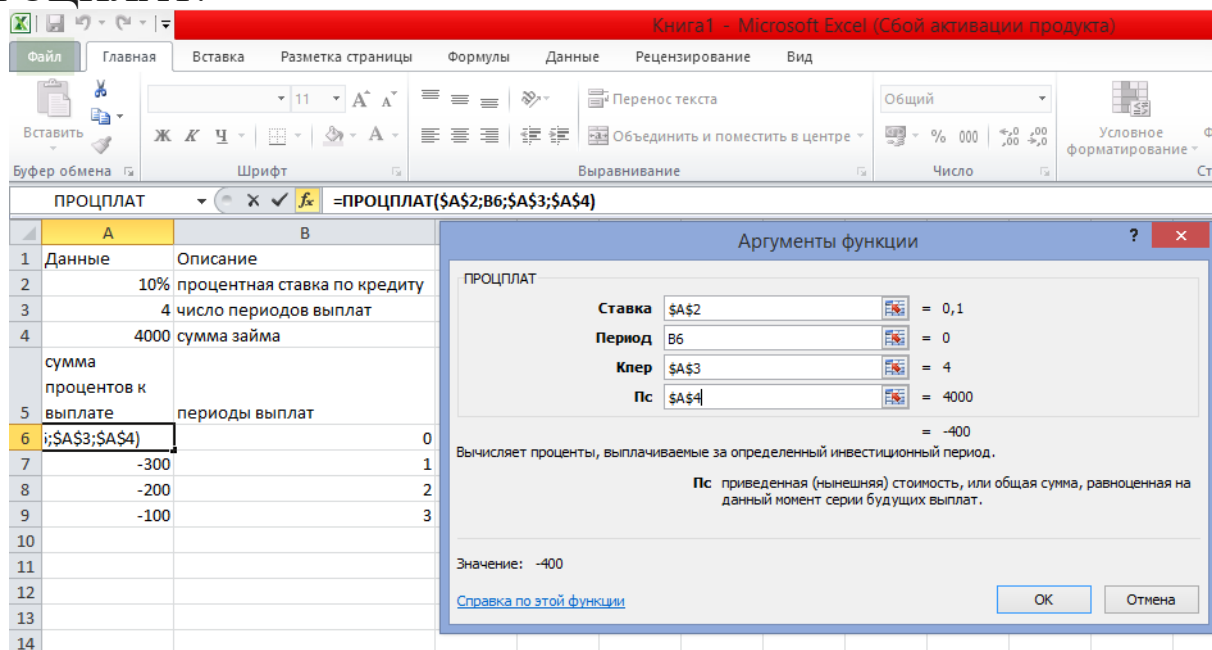 Книга1 - Microsoft Excel (Сбой активации продукта)
Файл Главная Вставка Разметка страницы Формулы Данные Рецензирование Вид
11 А А Перенос текста Общий
Вставить Ж К Ч А Объединить и поместить в центре % 000 Условное форматирование
Буфер обмена Шрифт Выравнивание Число Ст
ПРОЦПЛАТ fx =ПРОЦПЛАТ($A$2;B6;$A$3;$A$4)
A B
1 Данные Описание
2 10% процентная ставка по кредиту
3 4 число периодов выплат
4 4000 сумма займа
сумма
процентов к
5 выплате периоды выплат
6 ;$A$3;$A$4) 0
7 -300 1
8 -200 2
9 -100 3
10
11
12
13
14
Аргументы функции ?
ПРОЦПЛАТ
Ставка $A$2 = 0,1
Период B6 = 0
Кпер $A$3 = 4
Пс $A$4 = 4000
= -400
Вычисляет проценты, выплачиваемые за определенный инвестиционный период.
Пс приведенная (нынешняя) стоимость, или общая сумма, равноценная на
данный момент серии будущих выплат.
Значение: -400
Справка по этой функции ОК Отмена